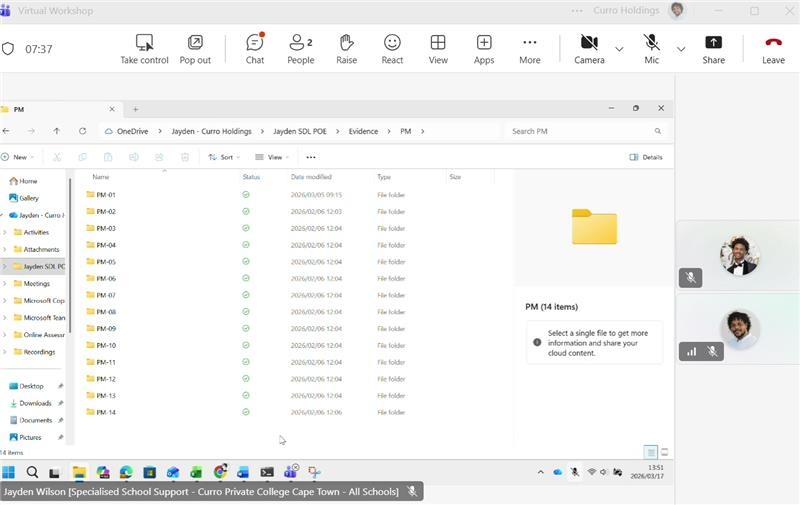 Virtual Workshop
Curro Holdings
07:37
Take control
Pop out
Chat
2
People
Raise
React
View
Apps
More
Camera
Mic
Share
Leave
PM
OneDrive > Jayden - Curro Holdings > Jayden SDL POE > Evidence > PM >
Search PM
New
Sort
View
Details
Name Status Date modified Type Size
Home
Gallery
Jayden - Curro H
Activities
Attachments
Jayden SDL PO
Meetings
Microsoft Cop
Microsoft Team
Online Assessm
Recordings
Desktop
Downloads
Documents
Pictures
PM-01 2026/03/05 09:15 File folder
PM-02 2026/02/06 12:03 File folder
PM-03 2026/02/06 12:04 File folder
PM-04 2026/02/06 12:04 File folder
PM-05 2026/02/06 12:04 File folder
PM-06 2026/02/06 12:04 File folder
PM-07 2026/02/06 12:04 File folder
PM-08 2026/02/06 12:04 File folder
PM-09 2026/02/06 12:04 File folder
PM-10 2026/02/06 12:04 File folder
PM-11 2026/02/06 12:04 File folder
PM-12 2026/02/06 12:04 File folder
PM-13 2026/02/06 12:04 File folder
PM-14 2026/02/06 12:06 File folder
PM (14 items)
Select a single file to get more
information and share your
cloud content.
14 items
13:51
2026/03/17
Jayden Wilson [Specialised School Support - Curro Private College Cape Town - All Schools]